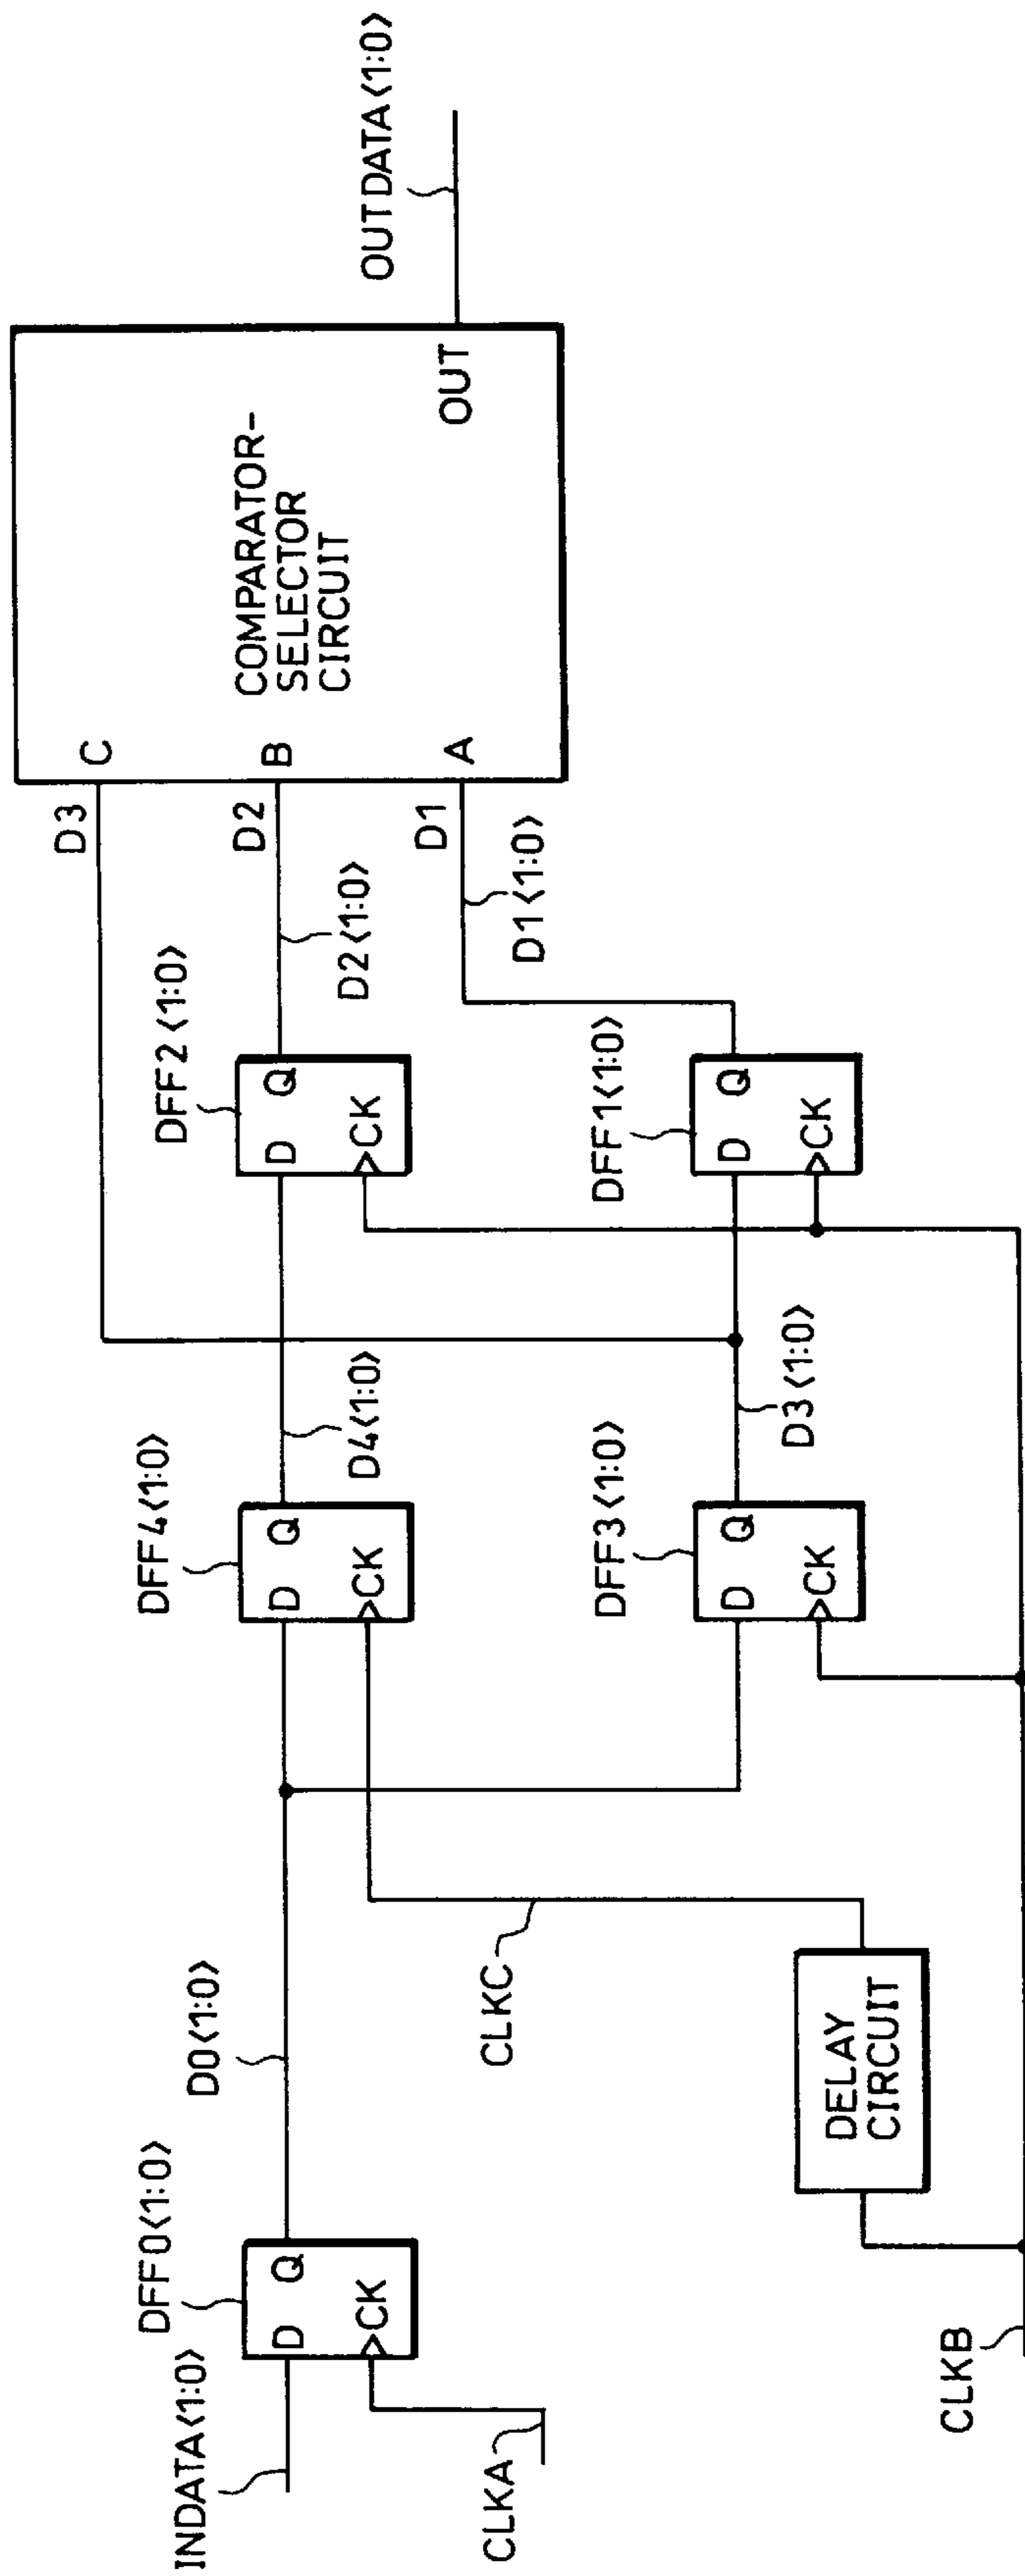 INDATA<1:0>
DFF0<1:0>
D Q
CK
CLKA
D0<1:0>
CLKC
DELAY
CIRCUIT
CLKB
DFF4<1:0>
D Q
CK
D4<1:0>
DFF3<1:0>
D Q
CK
D3<1:0>
DFF2<1:0>
D Q
CK
D2<1:0>
DFF1<1:0>
D Q
CK
D1<1:0>
D3
D2
D1
C
B
A
COMPARATOR-
SELECTOR
CIRCUIT
OUT
OUTDATA<1:0>